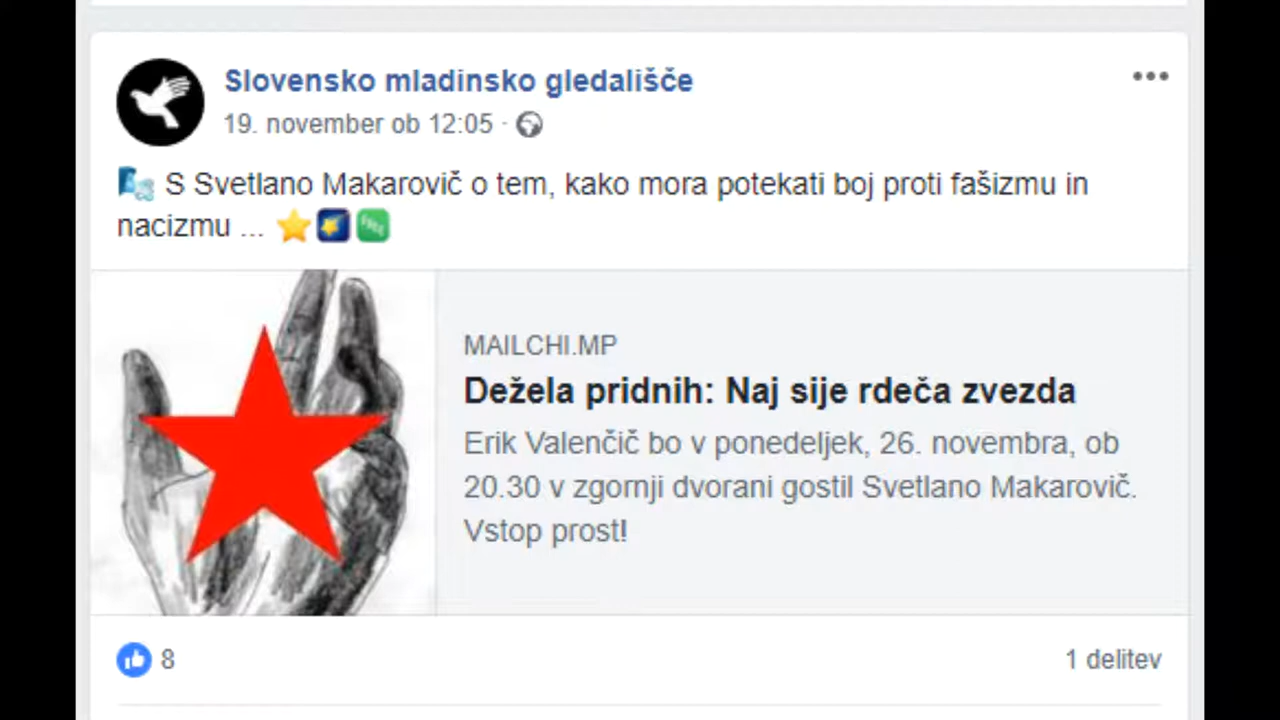 Slovensko mladinsko gledališče
19. november ob 12:05 ·
S Svetlano Makarovič o tem, kako mora potekati boj proti fašizmu in
nacizmu ...
FREE
MAILCHI.MP
Dežela pridnih: Naj sije rdeča zvezda
Erik Valenčič bo v ponedeljek, 26. novembra, ob
20.30 v zgornji dvorani gostil Svetlano Makarovič.
Vstop prost!
8
1 delitev